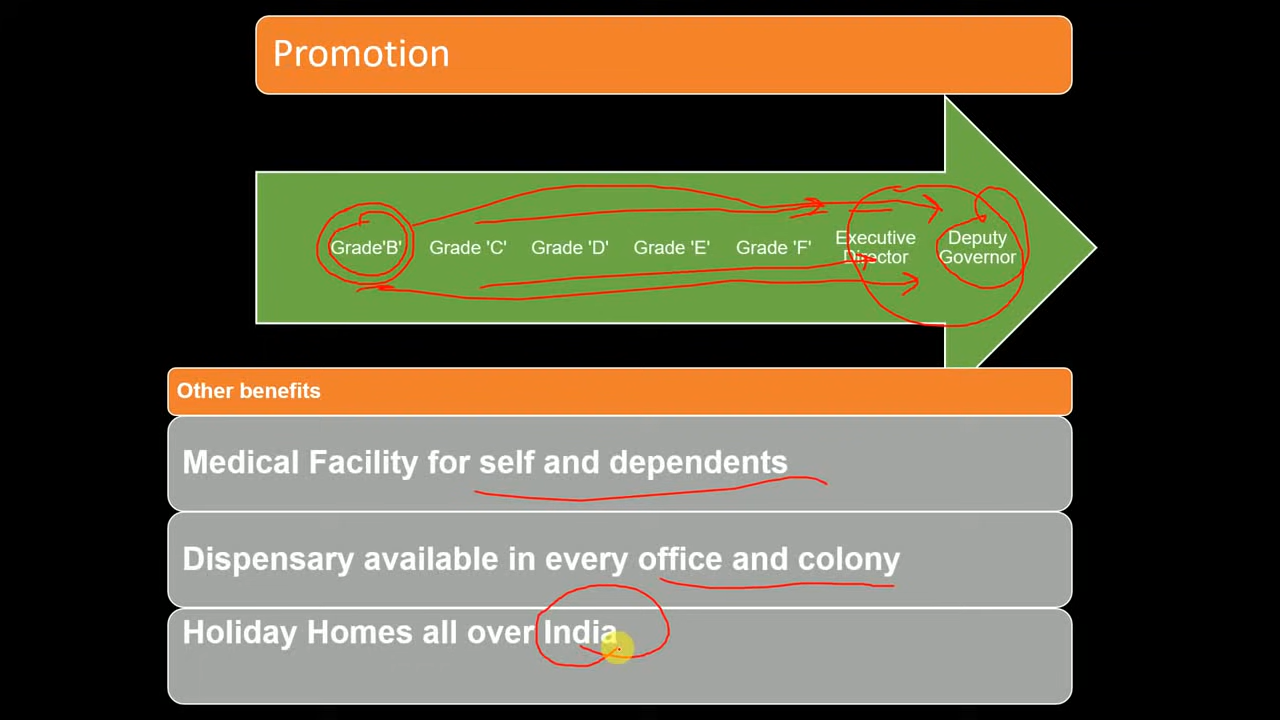 Promotion
Grade'B' Grade 'C' Grade 'D' Grade 'E' Grade 'F' Executive Director Deputy Governor
Other benefits
Medical Facility for self and dependents
Dispensary available in every office and colony
Holiday Homes all over India